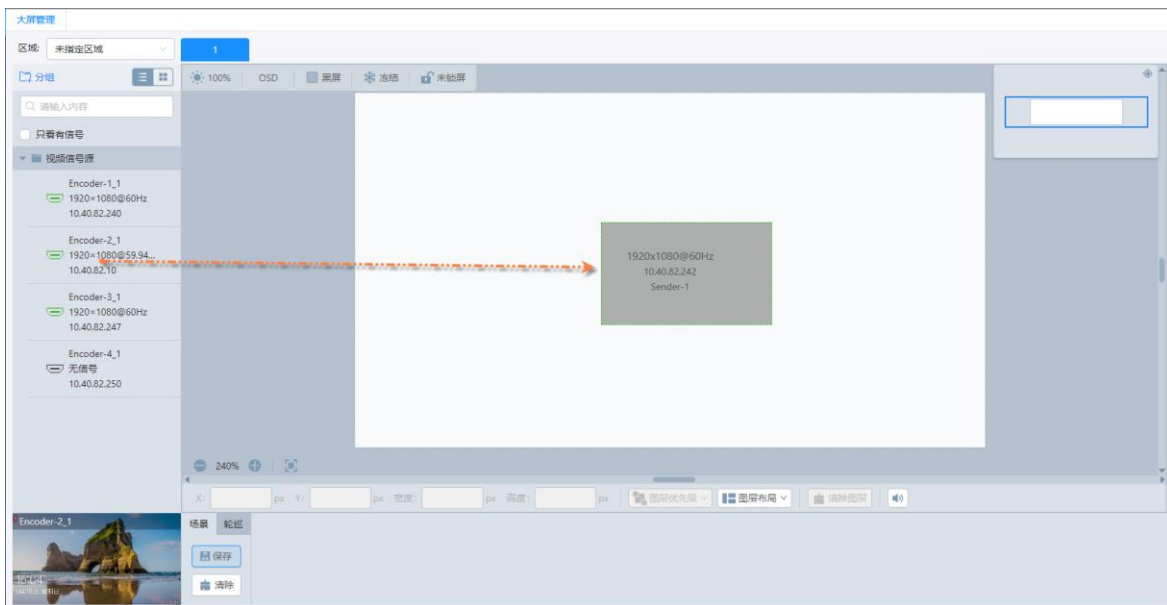 大屏管理
区域: 未指定区域
1
分组
100% OSD 黑屏 冻结 未锁屏
请输入内容
只看有信号
视频信号源
Encoder-1_1
1920×1080@60Hz
10.40.82.240
Encoder-2_1
1920×1080@59.94...
10.40.82.10
Encoder-3_1
1920×1080@60Hz
10.40.82.247
Encoder-4_1
无信号
10.40.82.250
1920x1080@60Hz
10.40.82.242
Sender-1
240%
X: px Y: px 宽度: px 高度: px 图层优先级 图层布局 清除图层
Encoder-2_1
16:04
场景 轮巡
保存
清除